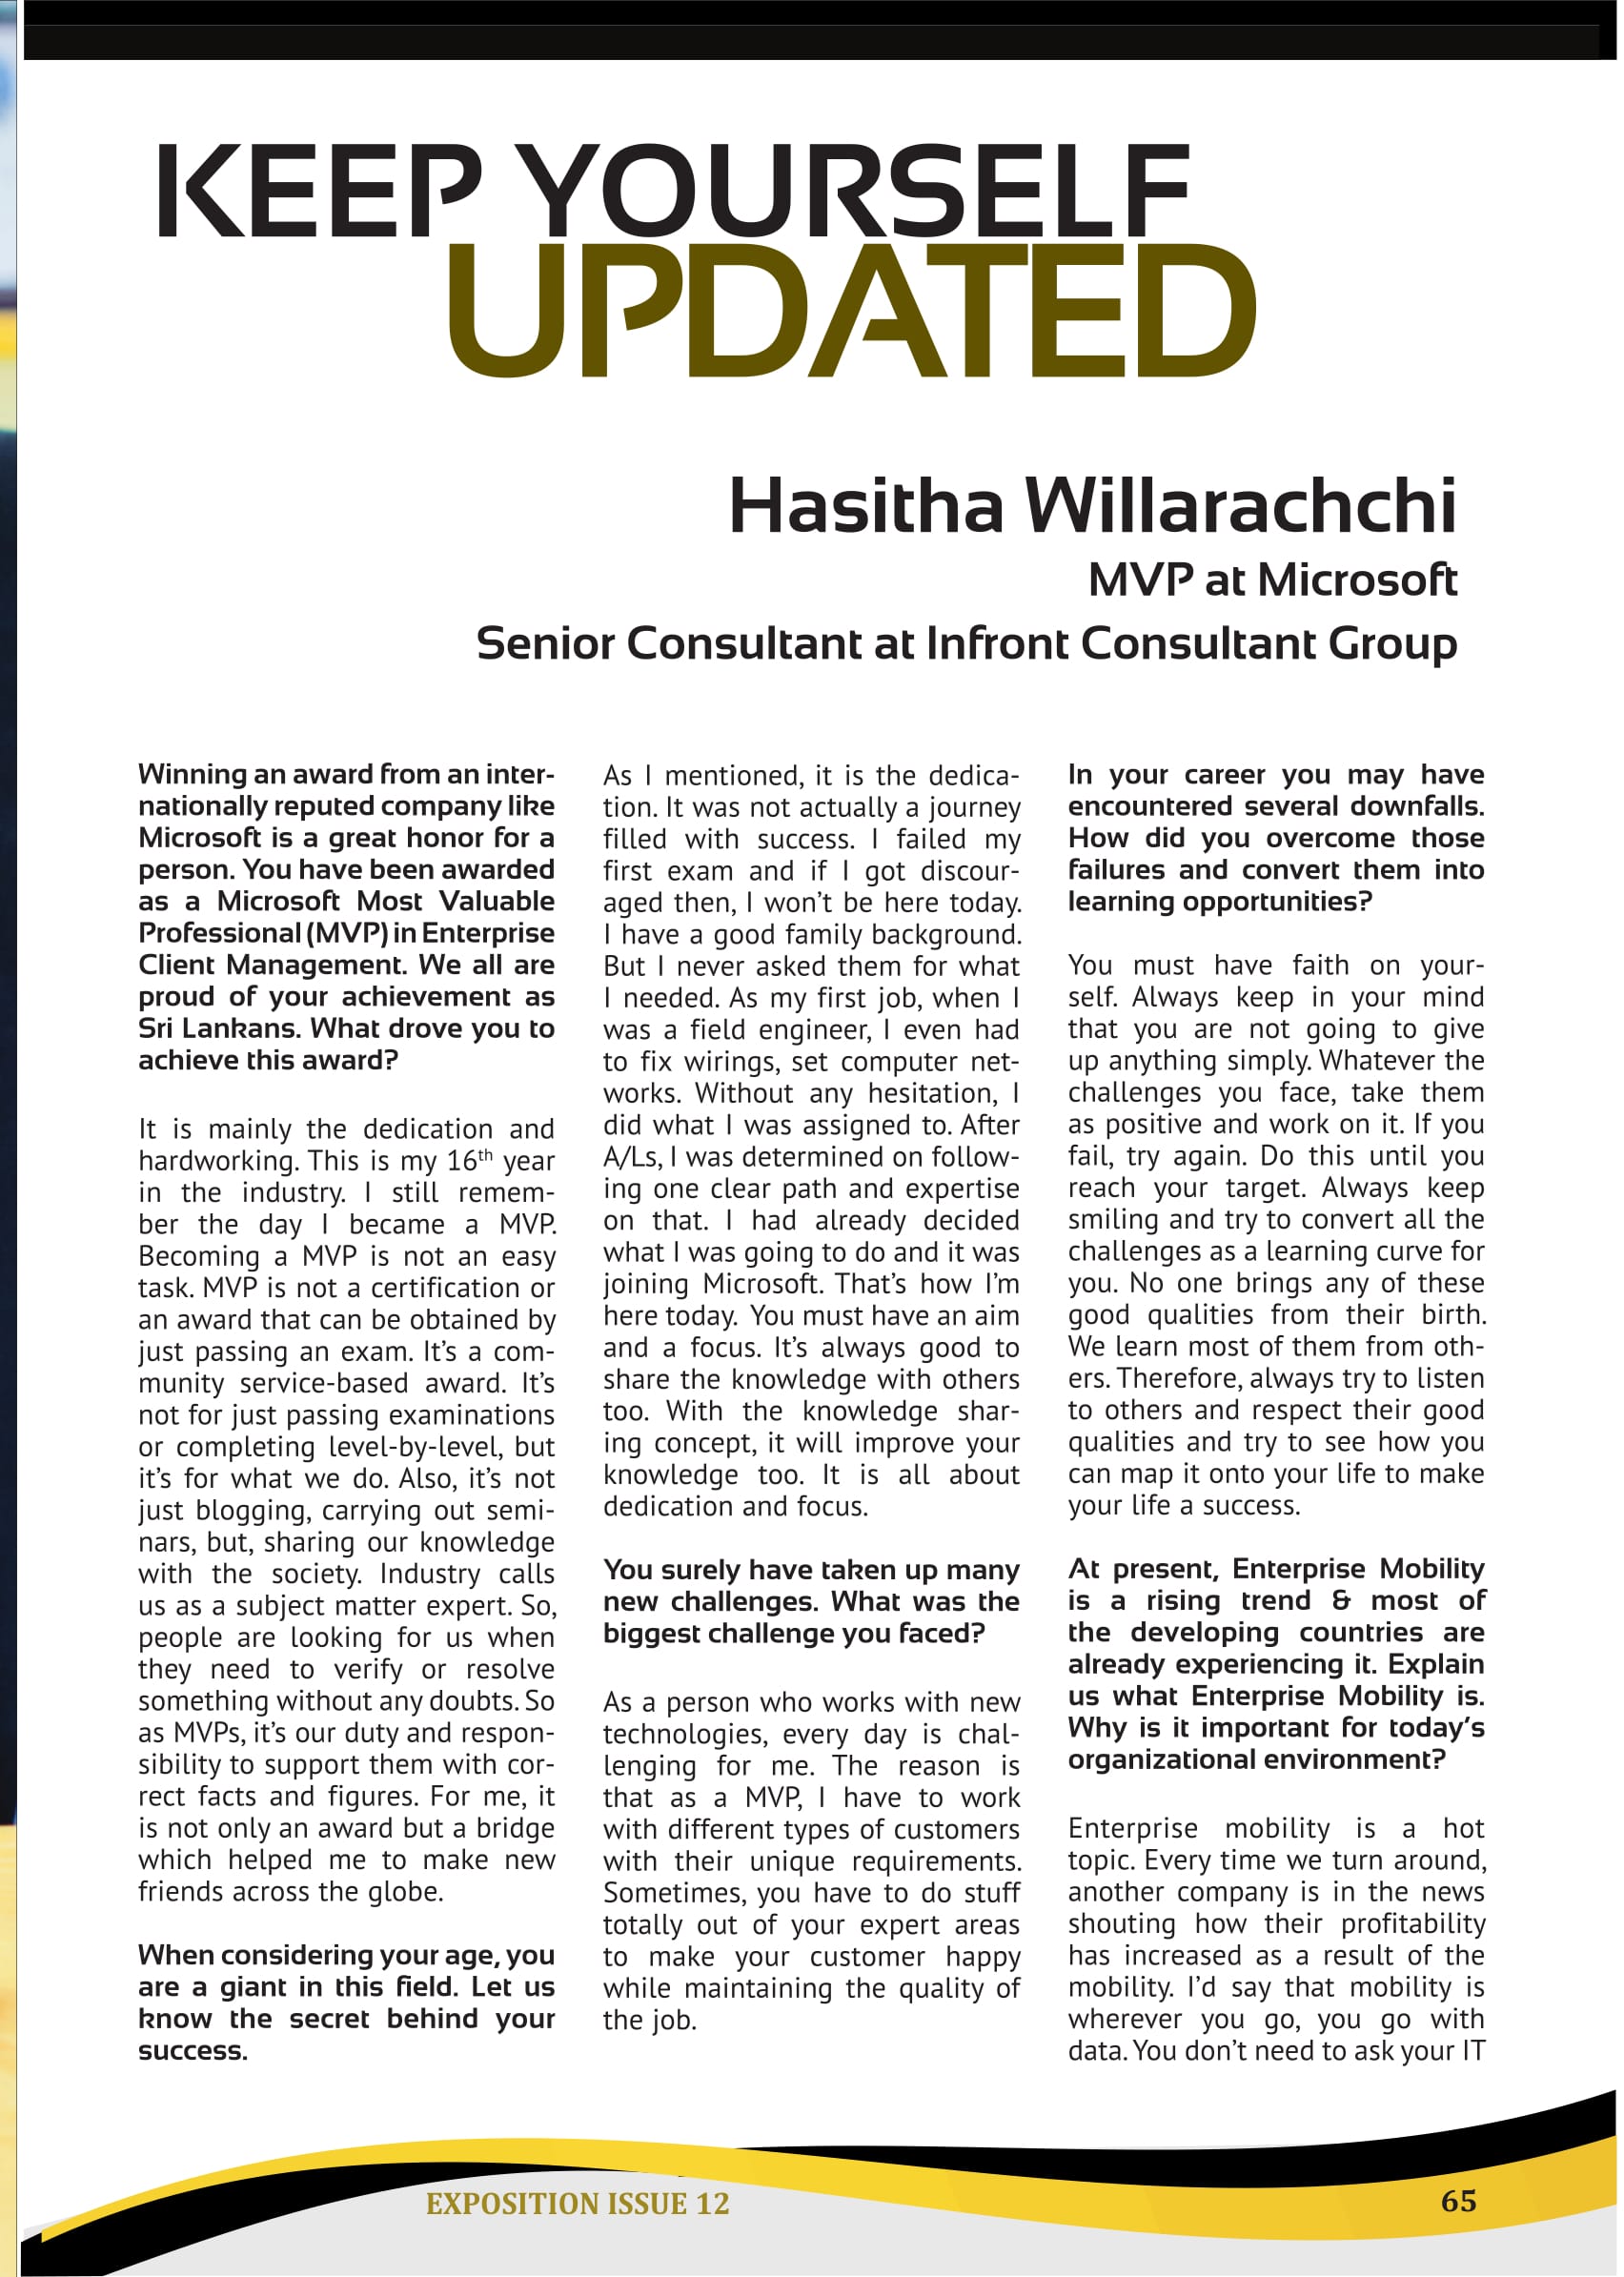 KEEP YOURSELF
UPDATED
Hasitha Willarachchi
MVP at Microsoft
Senior Consultant at Infront Consultant Group
Winning an award from an inter-
nationally reputed company like
Microsoft is a great honor for a
person. You have been awarded
as a Microsoft Most Valuable
Professional (MVP) in Enterprise
Client Management. We all are
proud of your achievement as
Sri Lankans. What drove you to
achieve this award?
It is mainly the dedication and
hardworking. This is my 16th year
in the industry. I still remem-
ber the day I became a MVP.
Becoming a MVP is not an easy
task. MVP is not a certification or
an award that can be obtained by
just passing an exam. It’s a com-
munity service-based award. It’s
not for just passing examinations
or completing level-by-level, but
it’s for what we do. Also, it’s not
just blogging, carrying out semi-
nars, but, sharing our knowledge
with the society. Industry calls
us as a subject matter expert. So,
people are looking for us when
they need to verify or resolve
something without any doubts. So
as MVPs, it’s our duty and respon-
sibility to support them with cor-
rect facts and figures. For me, it
is not only an award but a bridge
which helped me to make new
friends across the globe.
When considering your age, you
are a giant in this field. Let us
know the secret behind your
success.
As I mentioned, it is the dedica-
tion. It was not actually a journey
filled with success. I failed my
first exam and if I got discour-
aged then, I won’t be here today.
I have a good family background.
But I never asked them for what
I needed. As my first job, when I
was a field engineer, I even had
to fix wirings, set computer net-
works. Without any hesitation, I
did what I was assigned to. After
A/Ls, I was determined on follow-
ing one clear path and expertise
on that. I had already decided
what I was going to do and it was
joining Microsoft. That’s how I’m
here today. You must have an aim
and a focus. It’s always good to
share the knowledge with others
too. With the knowledge shar-
ing concept, it will improve your
knowledge too. It is all about
dedication and focus.
You surely have taken up many
new challenges. What was the
biggest challenge you faced?
As a person who works with new
technologies, every day is chal-
lenging for me. The reason is
that as a MVP, I have to work
with different types of customers
with their unique requirements.
Sometimes, you have to do stuff
totally out of your expert areas
to make your customer happy
while maintaining the quality of
the job.
In your career you may have
encountered several downfalls.
How did you overcome those
failures and convert them into
learning opportunities?
You must have faith on your-
self. Always keep in your mind
that you are not going to give
up anything simply. Whatever the
challenges you face, take them
as positive and work on it. If you
fail, try again. Do this until you
reach your target. Always keep
smiling and try to convert all the
challenges as a learning curve for
you. No one brings any of these
good qualities from their birth.
We learn most of them from oth-
ers. Therefore, always try to listen
to others and respect their good
qualities and try to see how you
can map it onto your life to make
your life a success.
At present, Enterprise Mobility
is a rising trend & most of
the developing countries are
already experiencing it. Explain
us what Enterprise Mobility is.
Why is it important for today’s
organizational environment?
Enterprise mobility is a hot
topic. Every time we turn around,
another company is in the news
shouting how their profitability
has increased as a result of the
mobility. I’d say that mobility is
wherever you go, you go with
data. You don’t need to ask your IT
EXPOSITION ISSUE 12
65